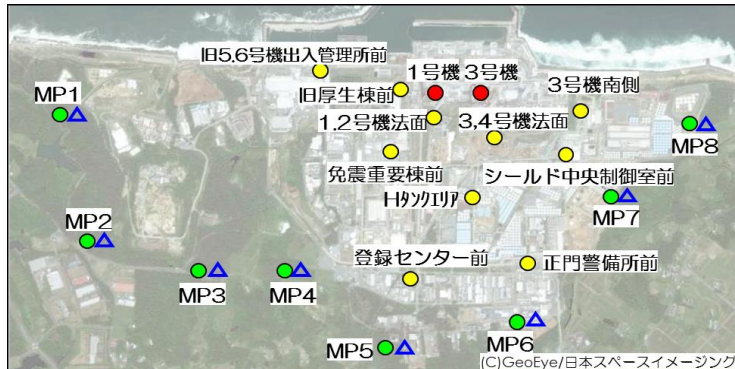 旧5.6号機出入管理所前
1号機
3号機
旧厚生棟前
3号機南側
MP1
1.2号機法面
3,4号機法面
MP8
免震重要棟前
シールド中央制御室前
Hタンクエリア
MP7
MP2
登録センター前
正門警備所前
MP3
MP4
MP5
MP6
(C)GeoEye/日本スペースイメージング